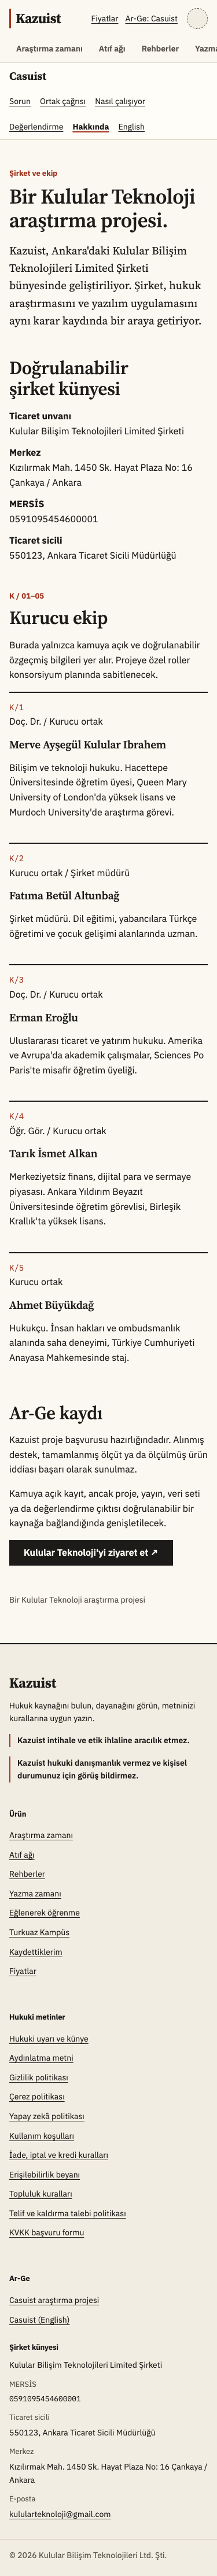 Kazuist
Fiyatlar Ar-Ge: Casuist
Araştırma zamanı Atıf ağı Rehberler Yazma
Casuist
Sorun Ortak çağrısı Nasıl çalışıyor
Değerlendirme Hakkında English
Şirket ve ekip
Bir Kulular Teknoloji
araştırma projesi.
Kazuist, Ankara'daki Kulular Bilişim
Teknolojileri Limited Şirketi
bünyesinde geliştiriliyor. Şirket, hukuk
araştırmasını ve yazılım uygulamasını
aynı karar kaydında bir araya getiriyor.
Doğrulanabilir
şirket künyesi
Ticaret unvanı
Kulular Bilişim Teknolojileri Limited Şirketi
Merkez
Kızılırmak Mah. 1450 Sk. Hayat Plaza No: 16
Çankaya / Ankara
MERSİS
0591095454600001
Ticaret sicili
550123, Ankara Ticaret Sicili Müdürlüğü
K / 01–05
Kurucu ekip
Burada yalnızca kamuya açık ve doğrulanabilir
özgeçmiş bilgileri yer alır. Projeye özel roller
konsorsiyum planında sabitlenecek.
K/1
Doç. Dr. / Kurucu ortak
Merve Ayşegül Kulular Ibrahem
Bilişim ve teknoloji hukuku. Hacettepe
Üniversitesinde öğretim üyesi, Queen Mary
University of London'da yüksek lisans ve
Murdoch University'de araştırma görevi.
K/2
Kurucu ortak / Şirket müdürü
Fatıma Betül Altunbağ
Şirket müdürü. Dil eğitimi, yabancılara Türkçe
öğretimi ve çocuk gelişimi alanlarında uzman.
K/3
Doç. Dr. / Kurucu ortak
Erman Eroğlu
Uluslararası ticaret ve yatırım hukuku. Amerika
ve Avrupa'da akademik çalışmalar, Sciences Po
Paris'te misafir öğretim üyeliği.
K/4
Öğr. Gör. / Kurucu ortak
Tarık İsmet Alkan
Merkeziyetsiz finans, dijital para ve sermaye
piyasası. Ankara Yıldırım Beyazıt
Üniversitesinde öğretim görevlisi, Birleşik
Krallık'ta yüksek lisans.
K/5
Kurucu ortak
Ahmet Büyükdağ
Hukukçu. İnsan hakları ve ombudsmanlık
alanında saha deneyimi, Türkiye Cumhuriyeti
Anayasa Mahkemesinde staj.
Ar-Ge kaydı
Kazuist proje başvurusu hazırlığındadır. Alınmış
destek, tamamlanmış ölçüt ya da ölçülmüş ürün
iddiası başarı olarak sunulmaz.
Kamuya açık kayıt, ancak proje, yayın, veri seti
ya da değerlendirme çıktısı doğrulanabilir bir
kaynağa bağlandığında genişletilecek.
Kulular Teknoloji'yi ziyaret et ↗
Bir Kulular Teknoloji araştırma projesi
Kazuist
Hukuk kaynağını bulun, dayanağını görün, metninizi
kurallarına uygun yazın.
Kazuist intihale ve etik ihlaline aracılık etmez.
Kazuist hukuki danışmanlık vermez ve kişisel
durumunuz için görüş bildirmez.
Ürün
Araştırma zamanı
Atıf ağı
Rehberler
Yazma zamanı
Eğlenerek öğrenme
Turkuaz Kampüs
Kaydettiklerim
Fiyatlar
Hukuki metinler
Hukuki uyarı ve künye
Aydınlatma metni
Gizlilik politikası
Çerez politikası
Yapay zekâ politikası
Kullanım koşulları
İade, iptal ve kredi kuralları
Erişilebilirlik beyanı
Topluluk kuralları
Telif ve kaldırma talebi politikası
KVKK başvuru formu
Ar-Ge
Casuist araştırma projesi
Casuist (English)
Şirket künyesi
Kulular Bilişim Teknolojileri Limited Şirketi
MERSİS
0591095454600001
Ticaret sicili
550123, Ankara Ticaret Sicili Müdürlüğü
Merkez
Kızılırmak Mah. 1450 Sk. Hayat Plaza No: 16 Çankaya /
Ankara
E-posta
kulularteknoloji@gmail.com
© 2026 Kulular Bilişim Teknolojileri Ltd. Şti.